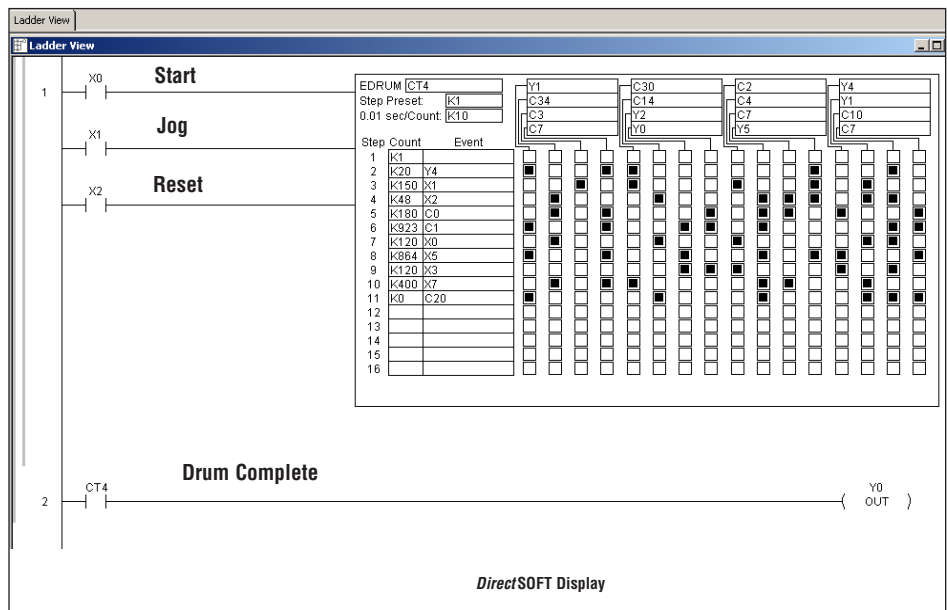 Ladder View
Ladder View
1
X0
Start
X1
Jog
X2
Reset
EDRUM CT4
Step Preset: K1
0.01 sec/Count: K10
Y1
C34
C3
C7
C30
C14
Y2
Y0
C2
C4
C7
Y5
Y4
Y1
C10
C7
Step Count Event
1 K1
2 K20 Y4
3 K150 X1
4 K48 X2
5 K180 C0
6 K923 C1
7 K120 X0
8 K864 X5
9 K120 X3
10 K400 X7
11 K0 C20
12
13
14
15
16
Drum Complete
2
CT4
Y0
( OUT )
DirectSOFT Display